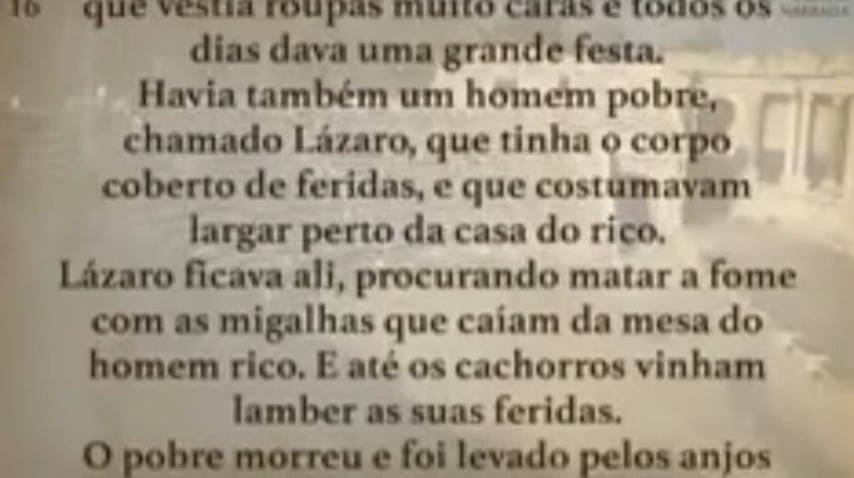 16
que vestia roupas muito caras e todos os
dias dava uma grande festa.
Havia também um homem pobre,
chamado Lázaro, que tinha o corpo
coberto de feridas, e que costumavam
largar perto da casa do rico.
Lázaro ficava ali, procurando matar a fome
com as migalhas que caiam da mesa do
homem rico. E até os cachorros vinham
lamber as suas feridas.
O pobre morreu e foi levado pelos anjos